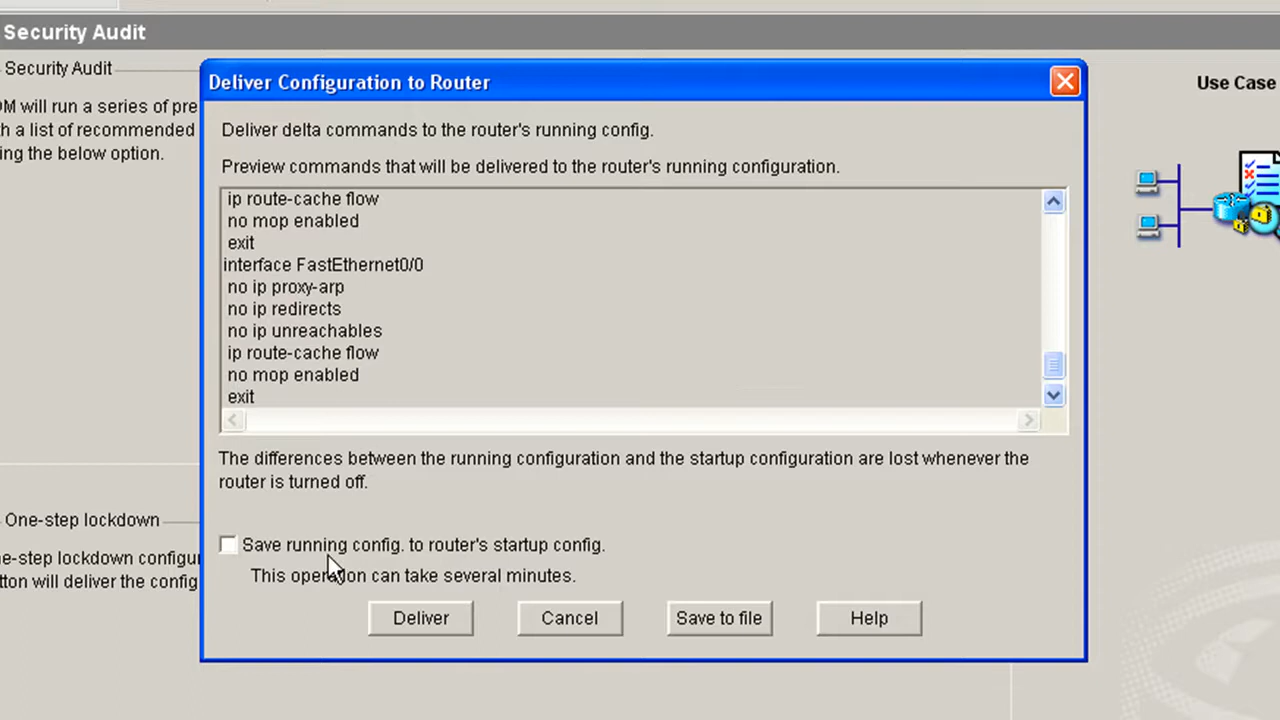 Security Audit
Security Audit
DM will run a series of pre
h a list of recommended
ing the below option.
Use Case
Deliver Configuration to Router
Deliver delta commands to the router's running config.
Preview commands that will be delivered to the router's running configuration.
ip route-cache flow
no mop enabled
exit
interface FastEthernet0/0
no ip proxy-arp
no ip redirects
no ip unreachables
ip route-cache flow
no mop enabled
exit
The differences between the running configuration and the startup configuration are lost whenever the
router is turned off.
One-step lockdown
e-step lockdown configur
tton will deliver the config
Save running config. to router's startup config.
This operation can take several minutes.
Deliver
Cancel
Save to file
Help